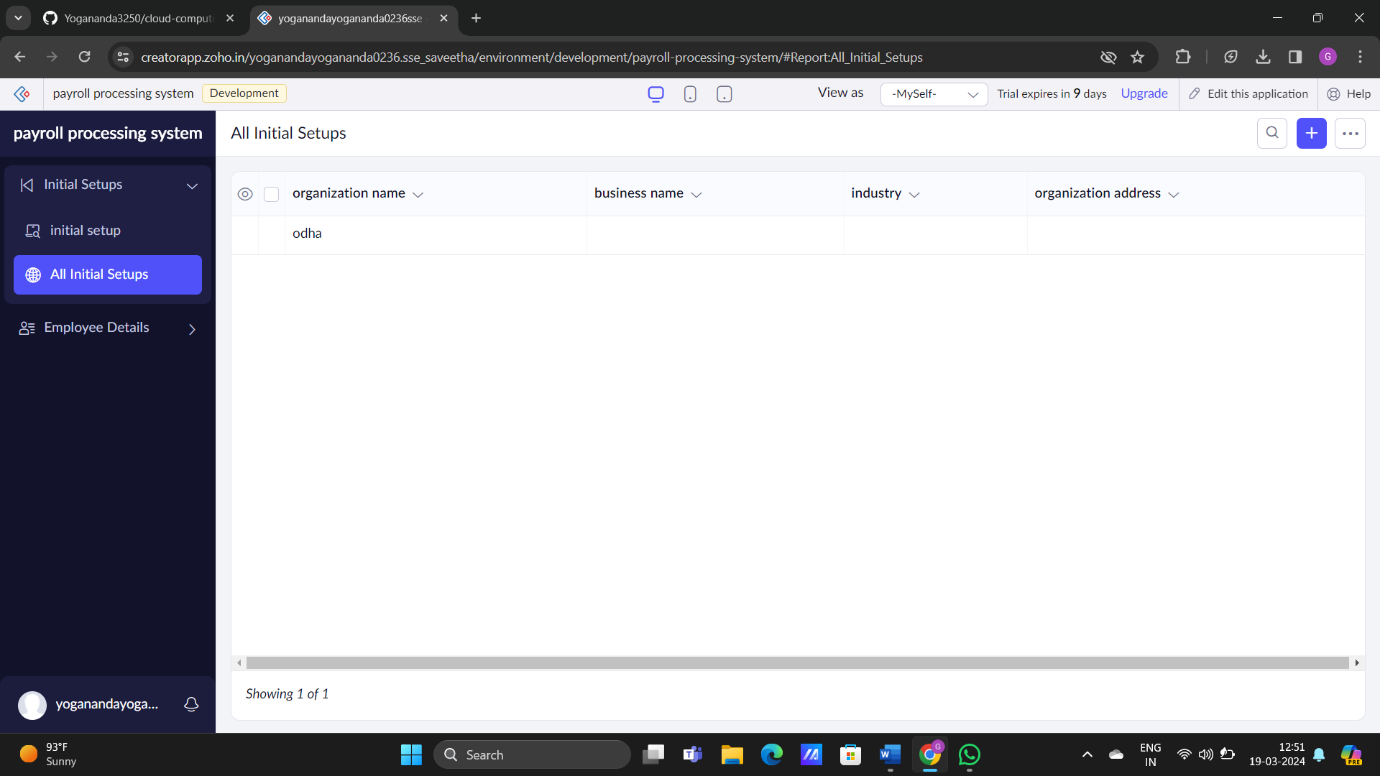 Yogananda3250/cloud-comput
yoganandayogananda0236sse
creatorapp.zoho.in/yoganandayogananda0236.sse_saveetha/environment/development/payroll-processing-system/#Report:All_Initial_Setups
G
payroll processing system Development
View as -MySelf- Trial expires in 9 days Upgrade Edit this application Help
payroll processing system
All Initial Setups
Initial Setups
initial setup
All Initial Setups
Employee Details
organization name business name industry organization address
odha
Showing 1 of 1
yoganandayoga...
93°F
Sunny
Search
ENG
IN
12:51
19-03-2024
PRE